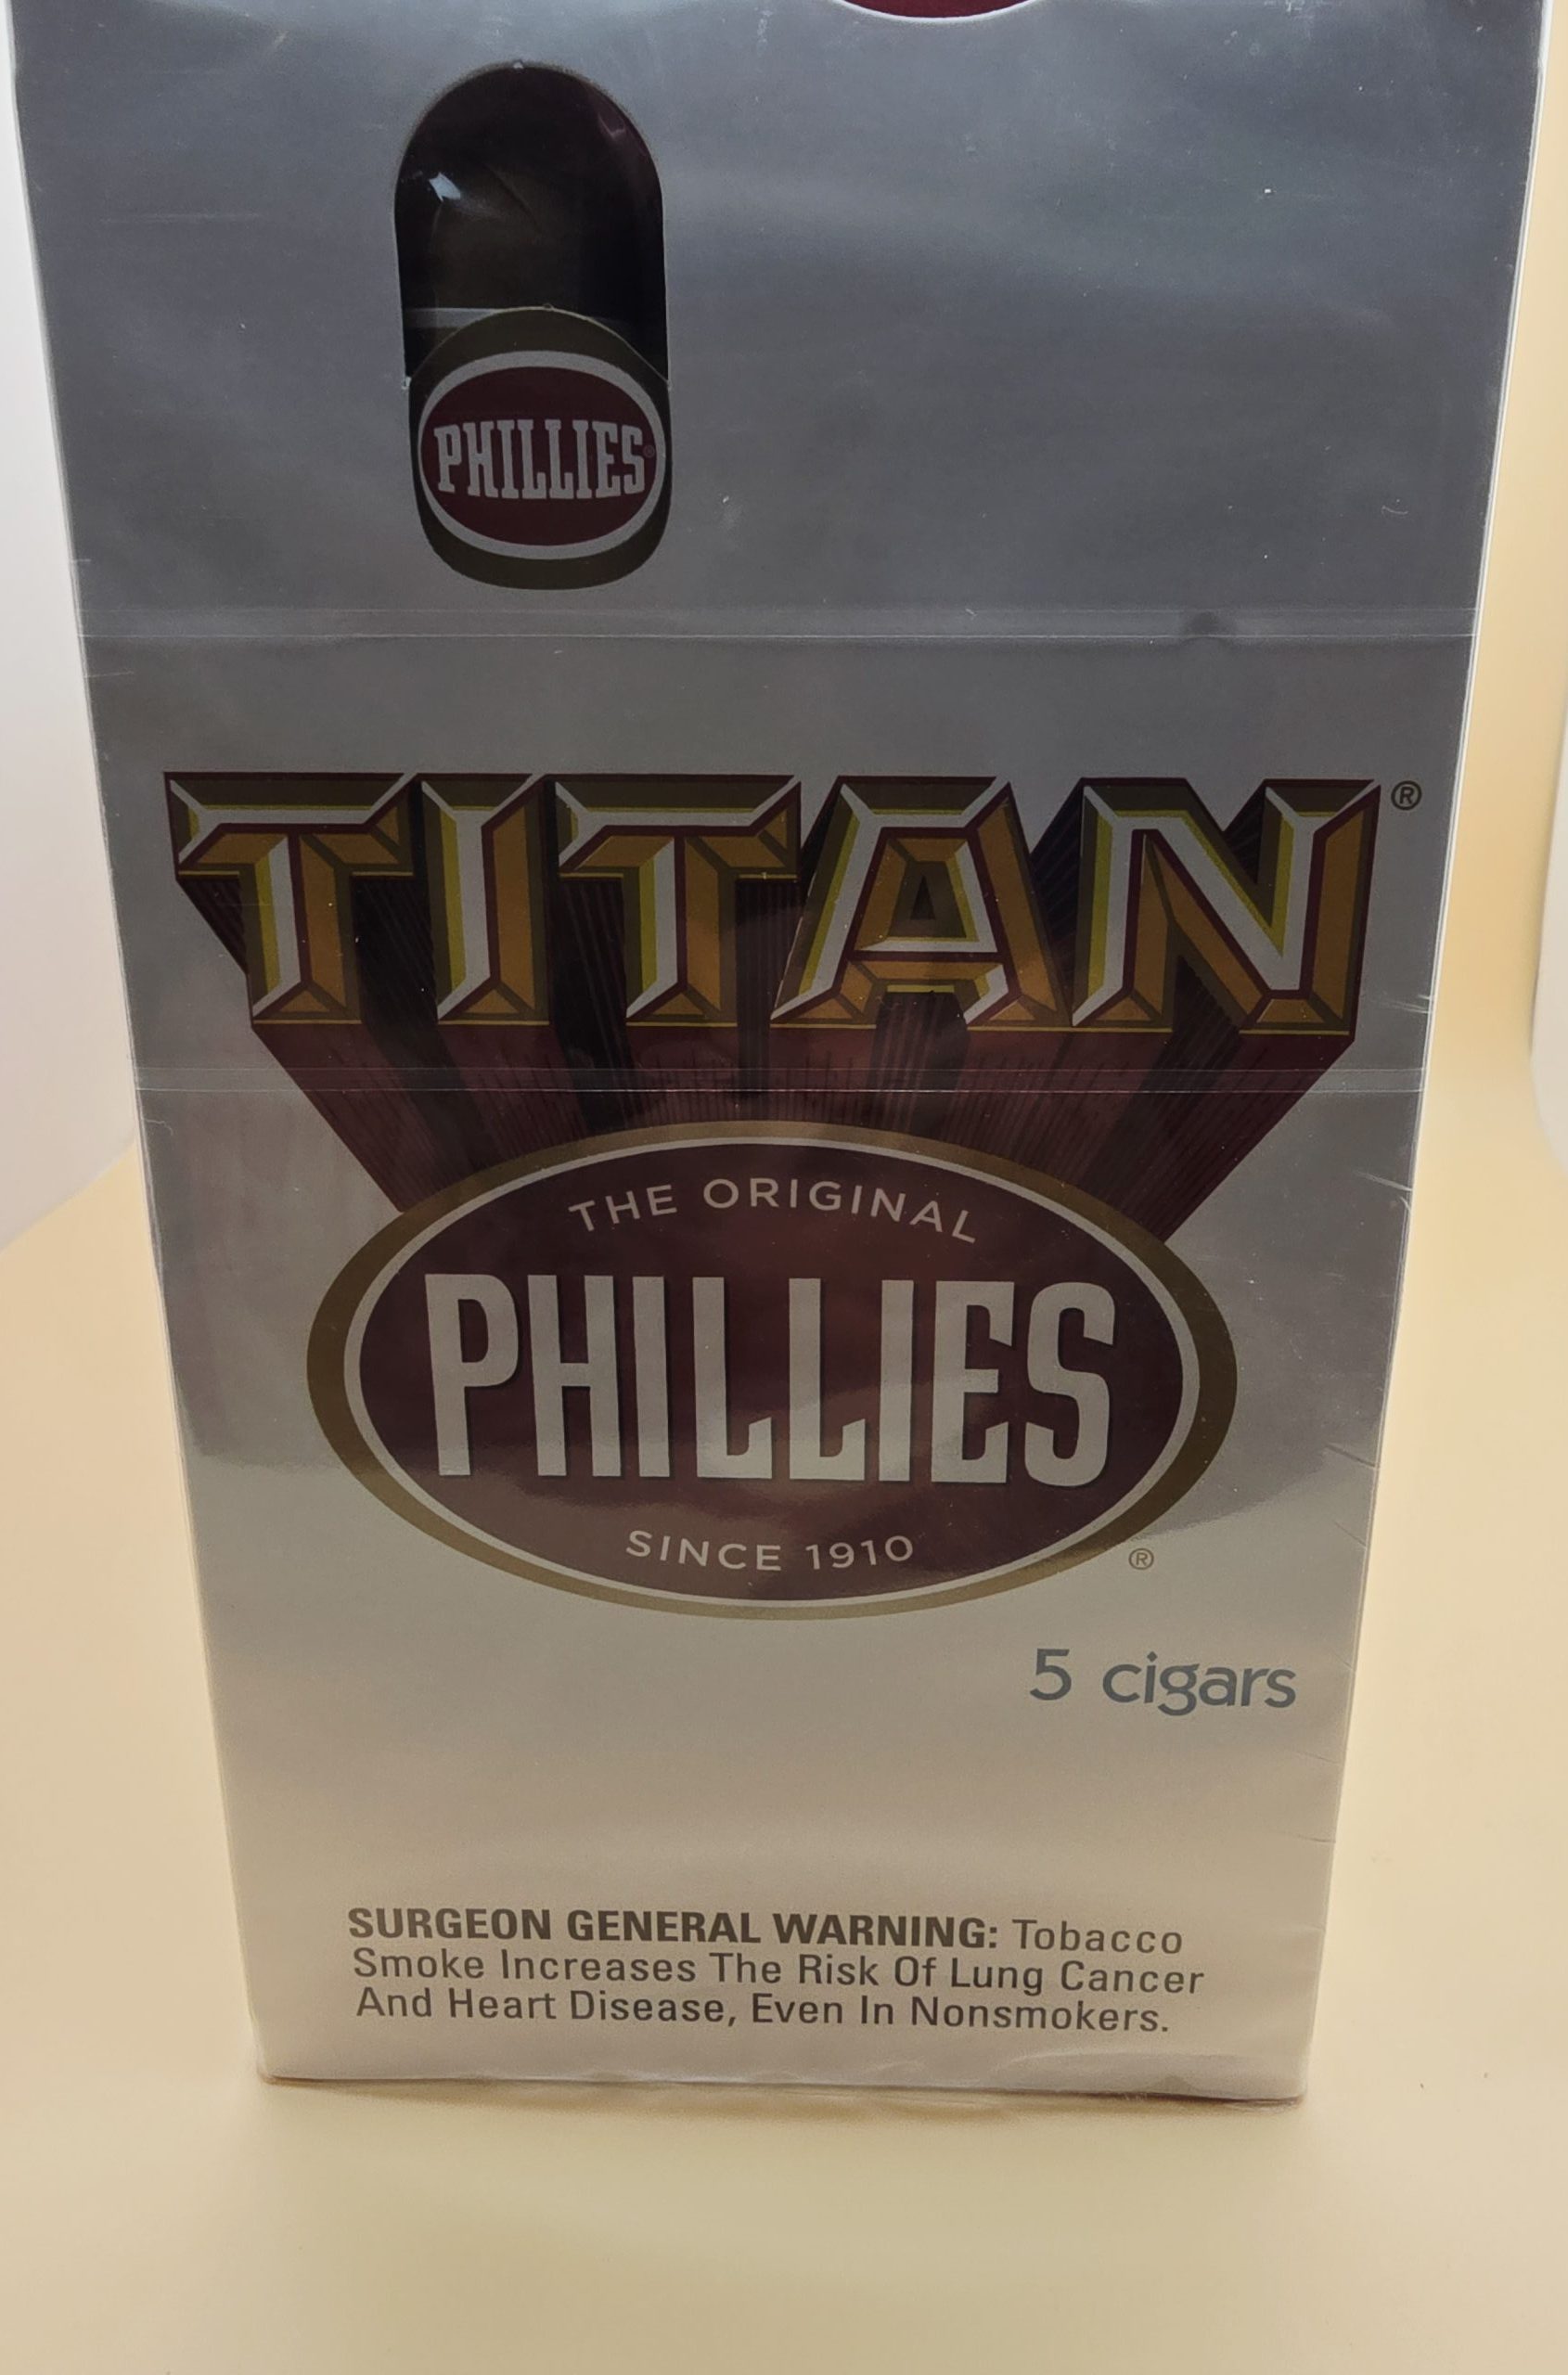 PHILLIES®
TITAN®
THE ORIGINAL
PHILLIES
SINCE 1910
®
5 cigars
SURGEON GENERAL WARNING: Tobacco
Smoke Increases The Risk Of Lung Cancer
And Heart Disease, Even In Nonsmokers.